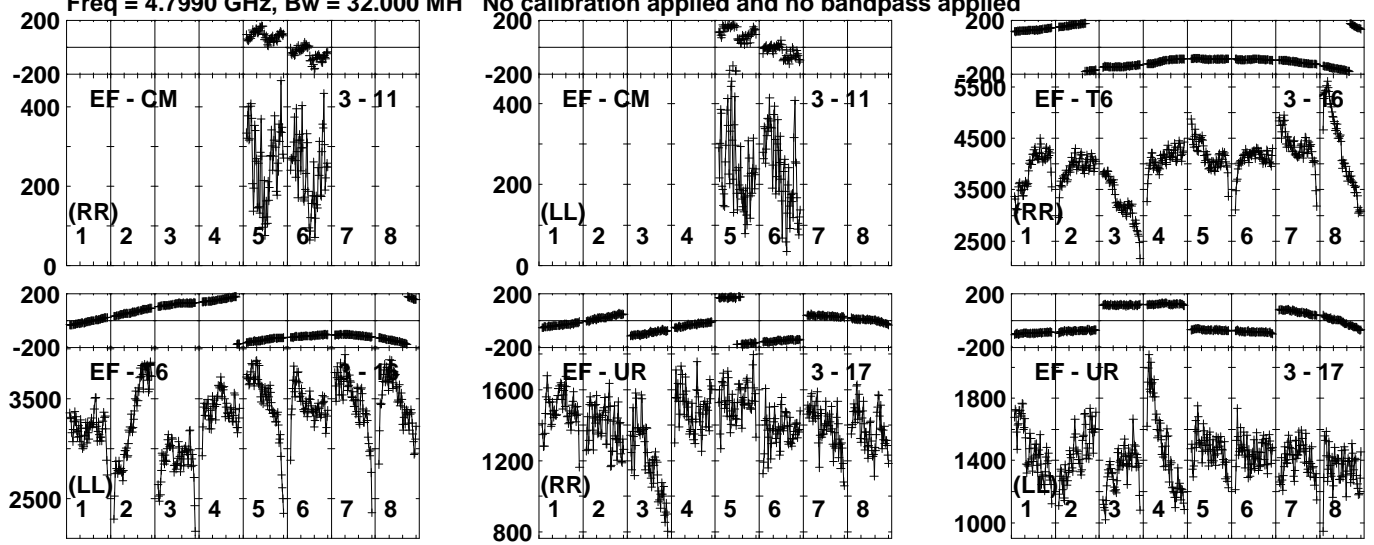 Freq = 4.7990 GHz, Bw = 32.000 MH No calibration applied and no bandpass applied
200
-200
EF - CM 3 - 11
400
200
(RR)
1 2 3 4 5 6 7 8
0
200
-200
EF - CM 3 - 11
400
200
(LL)
1 2 3 4 5 6 7 8
0
200
-200
5500
EF - T6 3 - 16
4500
3500
(RR)
2500
1 2 3 4 5 6 7 8
200
-200
EF - T6 3 - 16
3500
(LL)
2500
1 2 3 4 5 6 7 8
200
-200
EF - UR 3 - 17
1600
1200
(RR)
1 2 3 4 5 6 7 8
800
200
-200
EF - UR 3 - 17
1800
1400
(LL)
1 2 3 4 5 6 7 8
1000